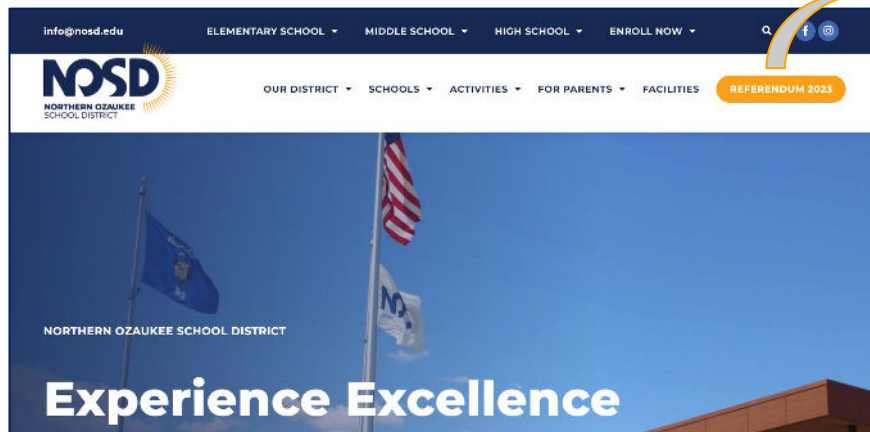 info@nosd.edu ELEMENTARY SCHOOL MIDDLE SCHOOL HIGH SCHOOL ENROLL NOW
NOSD
NORTHERN OZAUKEE
SCHOOL DISTRICT
OUR DISTRICT SCHOOLS ACTIVITIES FOR PARENTS FACILITIES REFERENDUM 2023
NO
NORTHERN OZAUKEE SCHOOL DISTRICT
Experience Excellence